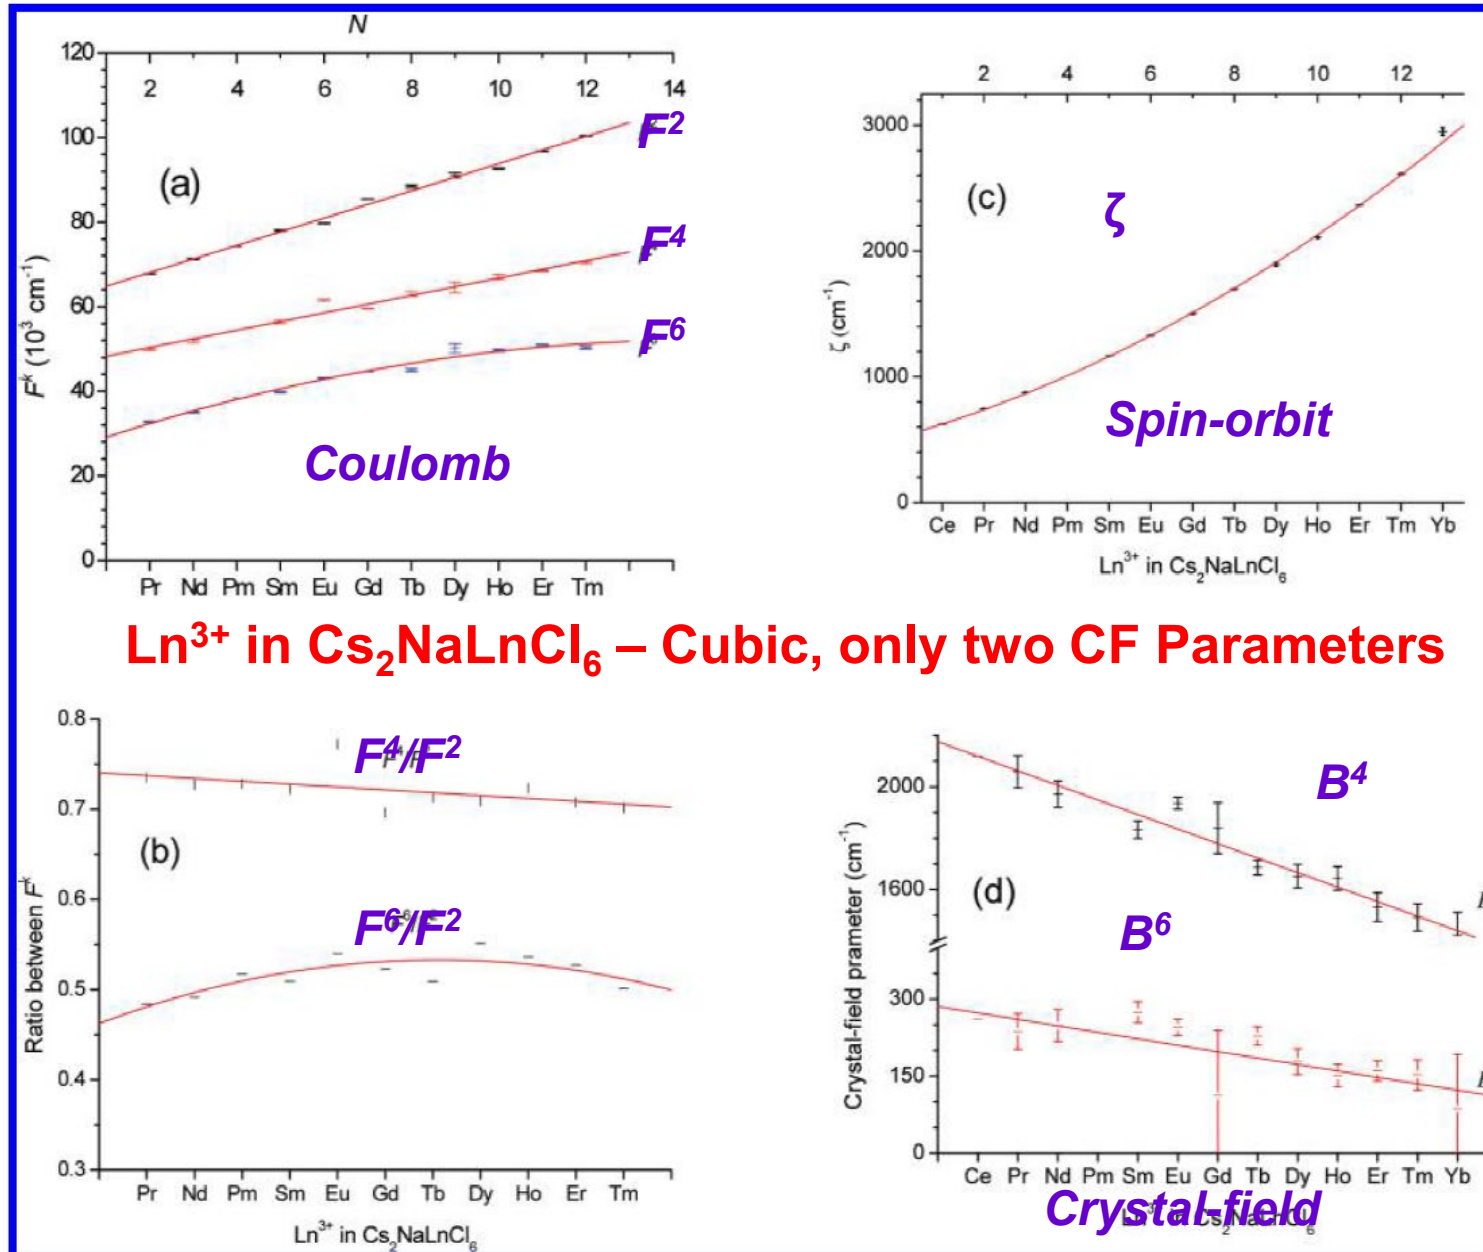 N
120
2 4 6 8 10 12 14
100
80
60
40
20
0
F^k (10³ cm⁻¹)
(a)
F²
F⁴
F⁶
Coulomb
Pr Nd Pm Sm Eu Gd Tb Dy Ho Er Tm
2 4 6 8 10 12
3000
2000
1000
0
ζ (cm⁻¹)
(c)
ζ
Spin-orbit
Ce Pr Nd Pm Sm Eu Gd Tb Dy Ho Er Tm Yb
Ln³⁺ in Cs₂NaLnCl₆
Ln³⁺ in Cs₂NaLnCl₆ – Cubic, only two CF Parameters
0.8
0.7
0.6
0.5
0.4
0.3
Ratio between F^k
F⁴/F²
(b)
F⁶/F²
Pr Nd Pm Sm Eu Gd Tb Dy Ho Er Tm
Ln³⁺ in Cs₂NaLnCl₆
2000
1600
300
150
0
Crystal-field prameter (cm⁻¹)
B⁴
(d)
B⁶
Ce Pr Nd Pm Sm Eu Gd Tb Dy Ho Er Tm Yb
Crystal-field
Ln³⁺ in Cs₂NaLnCl₆